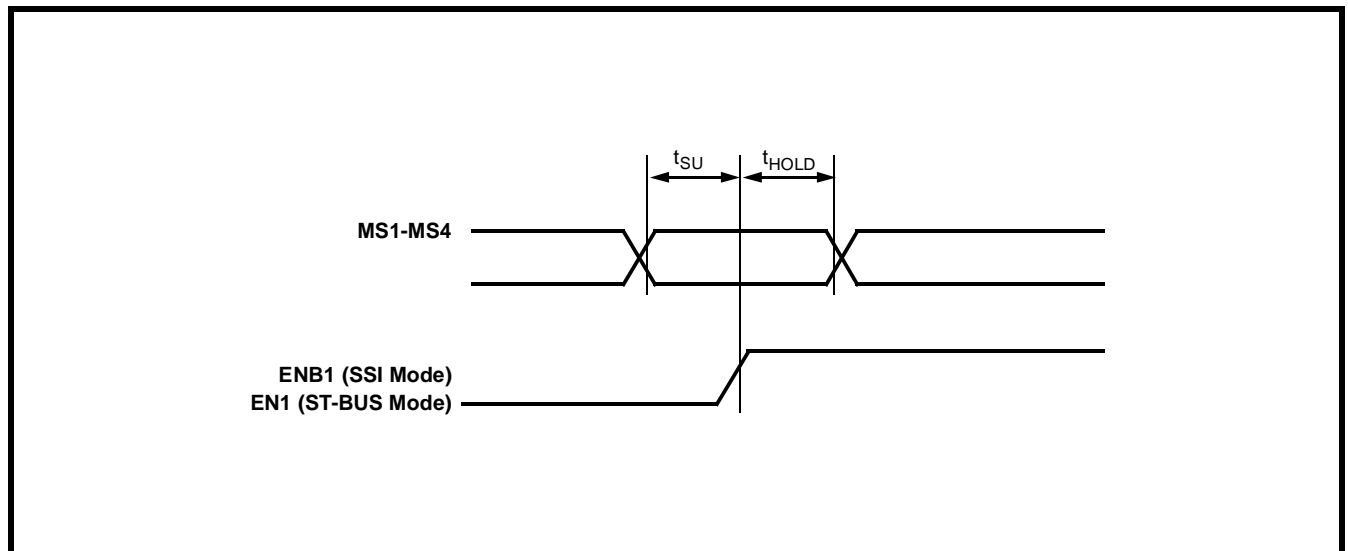 tSU tHOLD
MS1-MS4
ENB1 (SSI Mode)
EN1 (ST-BUS Mode)